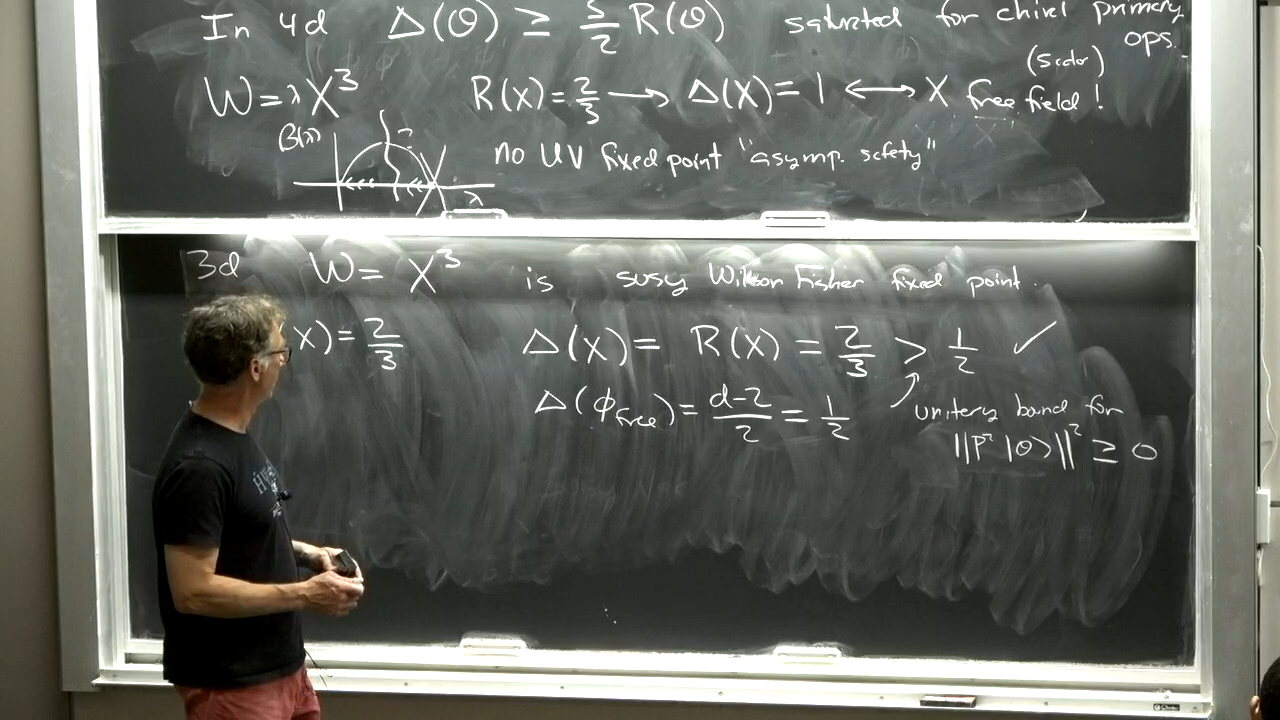 In 4d Δ(O) ≥ 3/2 R(O) saturated for chiral primary ops.
W = λX³ R(X) = 2/3 ⟶ Δ(X) = 1 ⟷ X free field! (scalar)
β(λ) λ no UV fixed point "asymp. safety"
3d W = X³ is susy Wilson Fisher fixed point.
X) = 2/3 Δ(X) = R(X) = 2/3 > 1/2 ✓
Δ(ϕ_free) = d-2/2 = 1/2 unitary bound for
||P² |O⟩||² ≥ 0